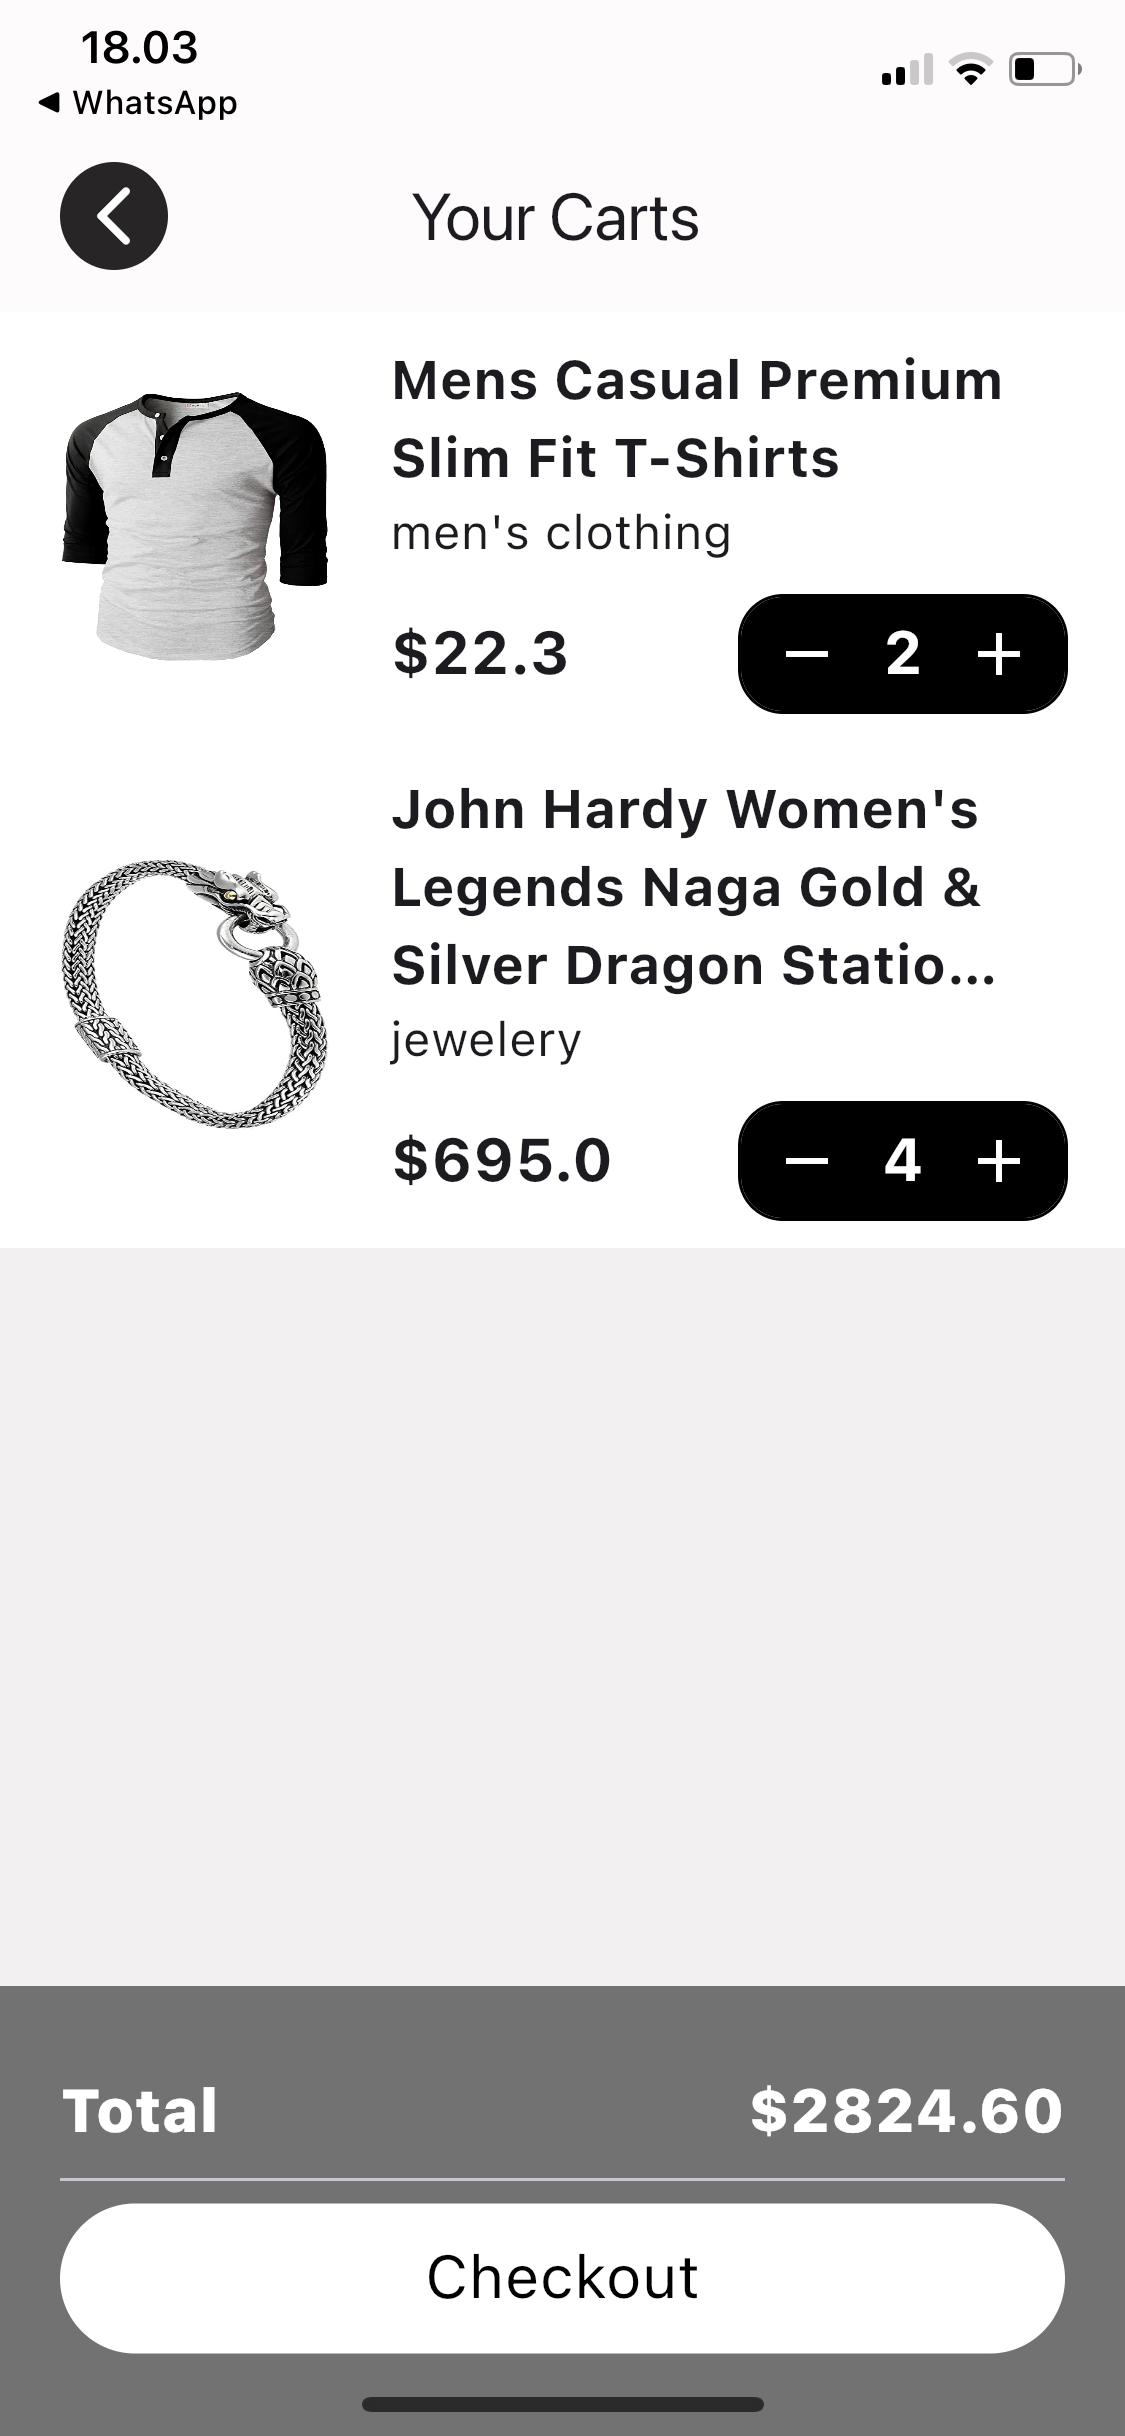 18.03
WhatsApp
Your Carts
Mens Casual Premium
Slim Fit T-Shirts
men's clothing
$22.3
2
John Hardy Women's
Legends Naga Gold &
Silver Dragon Statio...
jewelery
$695.0
4
Total $2824.60
Checkout